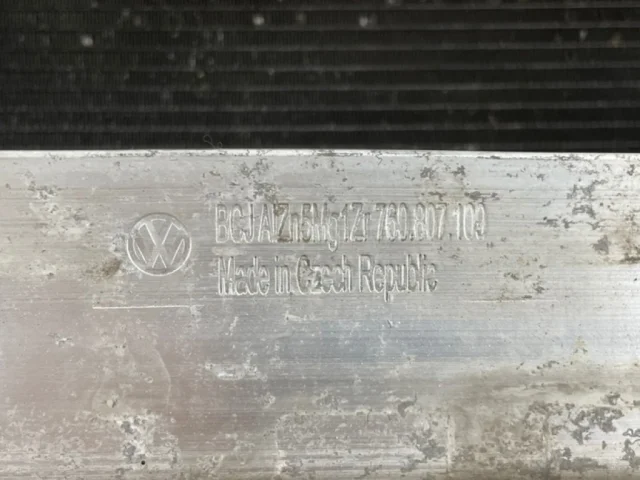 BCJ AlZn5Mg1Zr 760.807.109
Made in Czech Republic